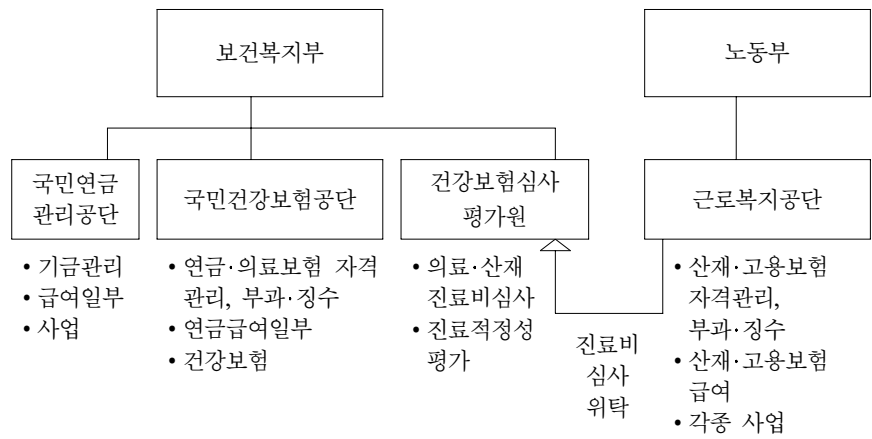 보건복지부
노동부
국민연금
관리공단
국민건강보험공단
건강보험심사
평가원
근로복지공단
• 기금관리
• 급여일부
• 사업
• 연금·의료보험 자격
관리, 부과·징수
• 연금급여일부
• 건강보험
• 의료·산재
진료비심사
• 진료적정성
평가
진료비
심사
위탁
• 산재·고용보험
자격관리,
부과·징수
• 산재·고용보험
급여
• 각종 사업